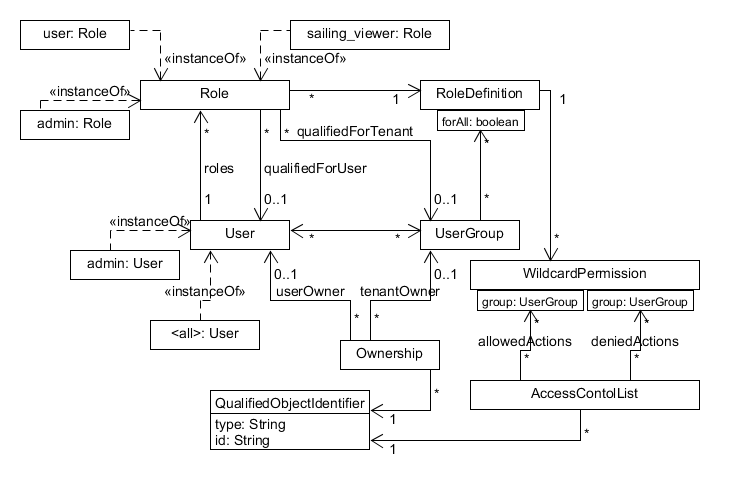 user: Role
sailing_viewer: Role
«instanceOf»
«instanceOf»
«instanceOf»
Role
*
1
RoleDefinition
1
admin: Role
forAll: boolean
*
*
*
qualifiedForTenant
*
roles
qualifiedForUser
1
0..1
*
0..1
«instanceOf»
User
*
*
UserGroup
*
admin: User
0..1
0..1
WildcardPermission
«instanceOf»
userOwner
tenantOwner
group: UserGroup
group: UserGroup
<all>: User
*
*
*
*
allowedActions
deniedActions
Ownership
*
*
*
AccessContolList
QualifiedObjectIdentifier
1
type: String
id: String
*
1